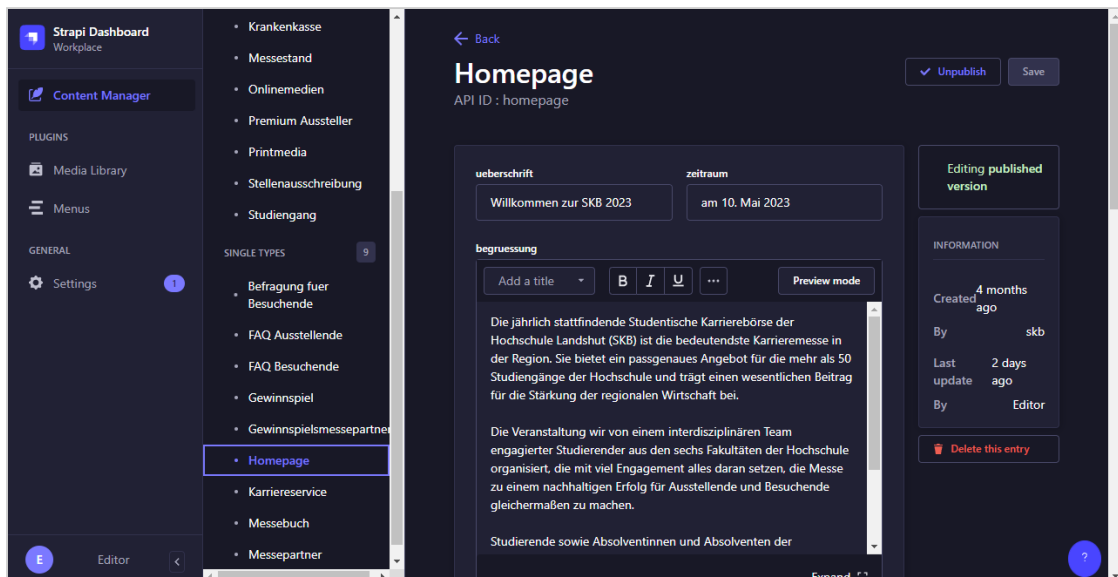 Strapi Dashboard
Workplace
Content Manager
PLUGINS
Media Library
Menus
GENERAL
Settings
1
E
Editor
Krankenkasse
Messestand
Onlinemedien
Premium Aussteller
Printmedia
Stellenausschreibung
Studiengang
SINGLE TYPES
9
Befragung fuer
Besuchende
FAQ Ausstellende
FAQ Besuchende
Gewinnspiel
Gewinnspielsmessepartner
Homepage
Karriereservice
Messebuch
Messepartner
Back
Homepage
API ID : homepage
Unpublish
Save
ueberschrift
zeitraum
Willkommen zur SKB 2023
am 10. Mai 2023
begruessung
Add a title
B I U ...
Preview mode
Die jährlich stattfindende Studentische Karrierebörse der
Hochschule Landshut (SKB) ist die bedeutendste Karrieremesse in
der Region. Sie bietet ein passgenaues Angebot für die mehr als 50
Studiengänge der Hochschule und trägt einen wesentlichen Beitrag
für die Stärkung der regionalen Wirtschaft bei.
Die Veranstaltung wir von einem interdisziplinären Team
engagierter Studierender aus den sechs Fakultäten der Hochschule
organisiert, die mit viel Engagement alles daran setzen, die Messe
zu einem nachhaltigen Erfolg für Ausstellende und Besuchende
gleichermaßen zu machen.
Studierende sowie Absolventinnen und Absolventen der
Expand
Editing published
version
INFORMATION
Created 4 months
ago
By skb
Last 2 days
update ago
By Editor
Delete this entry
?